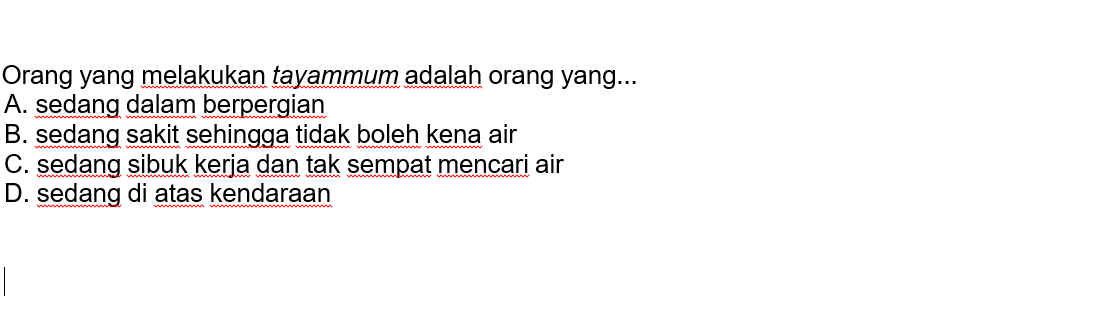 Orang yang melakukan tayammum adalah orang yang...
A. sedang dalam berpergian
B. sedang sakit sehingga tidak boleh kena air
C. sedang sibuk kerja dan tak sempat mencari air
D. sedang di atas kendaraan